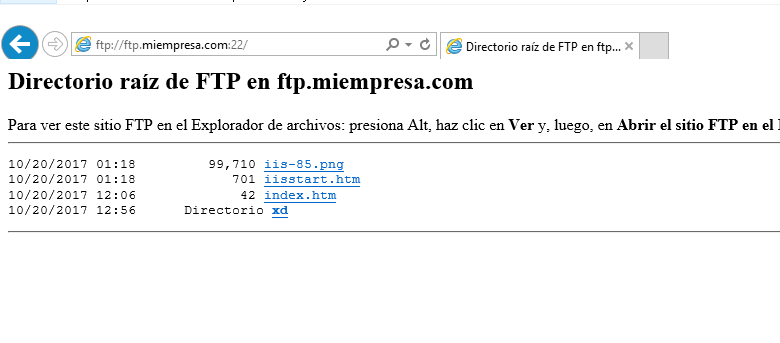 ftp://ftp.miempresa.com:22/
Directorio raíz de FTP en ftp...
Directorio raíz de FTP en ftp.miempresa.com
Para ver este sitio FTP en el Explorador de archivos: presiona Alt, haz clic en Ver y, luego, en Abrir el sitio FTP en el
10/20/2017 01:18 99,710 iis-85.png
10/20/2017 01:18 701 iisstart.htm
10/20/2017 12:06 42 index.htm
10/20/2017 12:56 Directorio xd